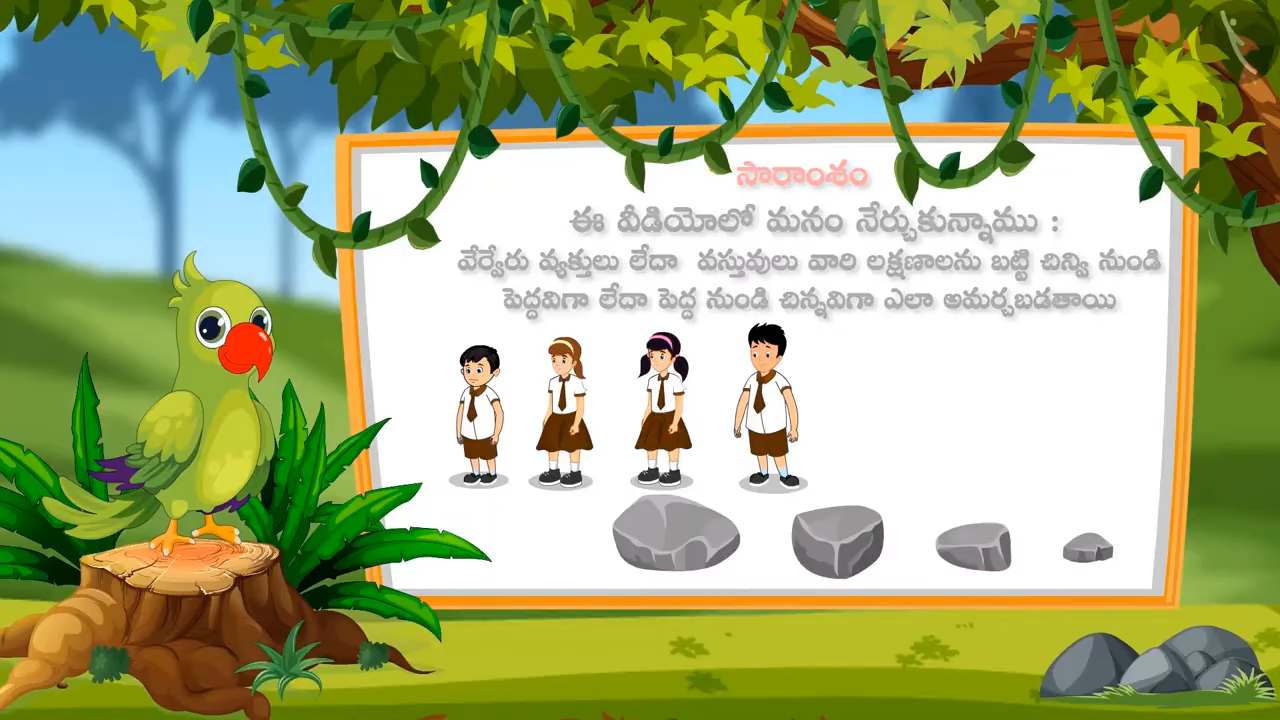 సారాంశం
ఈ వీడియోలో మనం నేర్చుకున్నాము :
వేర్వేరు వ్యక్తులు లేదా వస్తువులు వారి లక్షణాలను బట్టి చిన్న నుండి
పెద్దవిగా లేదా పెద్ద నుండి చిన్నవిగా ఎలా అమర్చబడతాయి